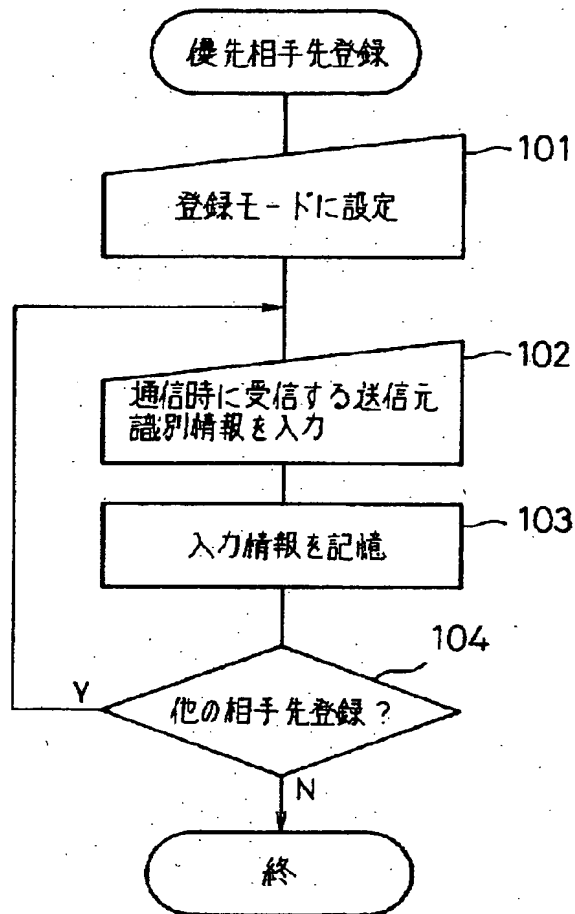 優先相手先登録
101
登録モードに設定
102
通信時に受信する送信元
識別情報を入力
103
入力情報を記憶
104
Y
他の相手先登録?
N
終